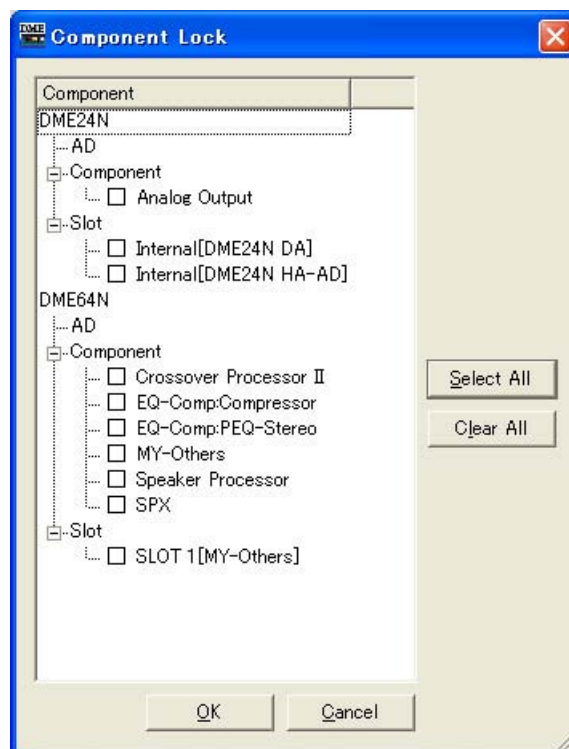 DME
Component Lock
Component
DME24N
AD
Component
Analog Output
Slot
Internal[DME24N DA]
Internal[DME24N HA-AD]
DME64N
AD
Component
Crossover Processor II
EQ-Comp:Compressor
EQ-Comp:PEQ-Stereo
MY-Others
Speaker Processor
SPX
Slot
SLOT 1[MY-Others]
Select All
Clear All
OK
Cancel